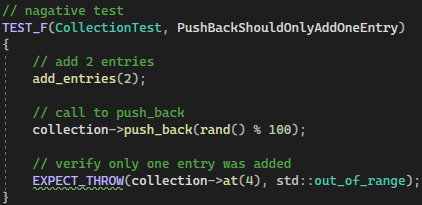 // nagative test
TEST_F(CollectionTest, PushBackShouldOnlyAddOneEntry)
{
    // add 2 entries
    add_entries(2);

    // call to push_back
    collection->push_back(rand() % 100);

    // verify only one entry was added
    EXPECT_THROW(collection->at(4), std::out_of_range);
}